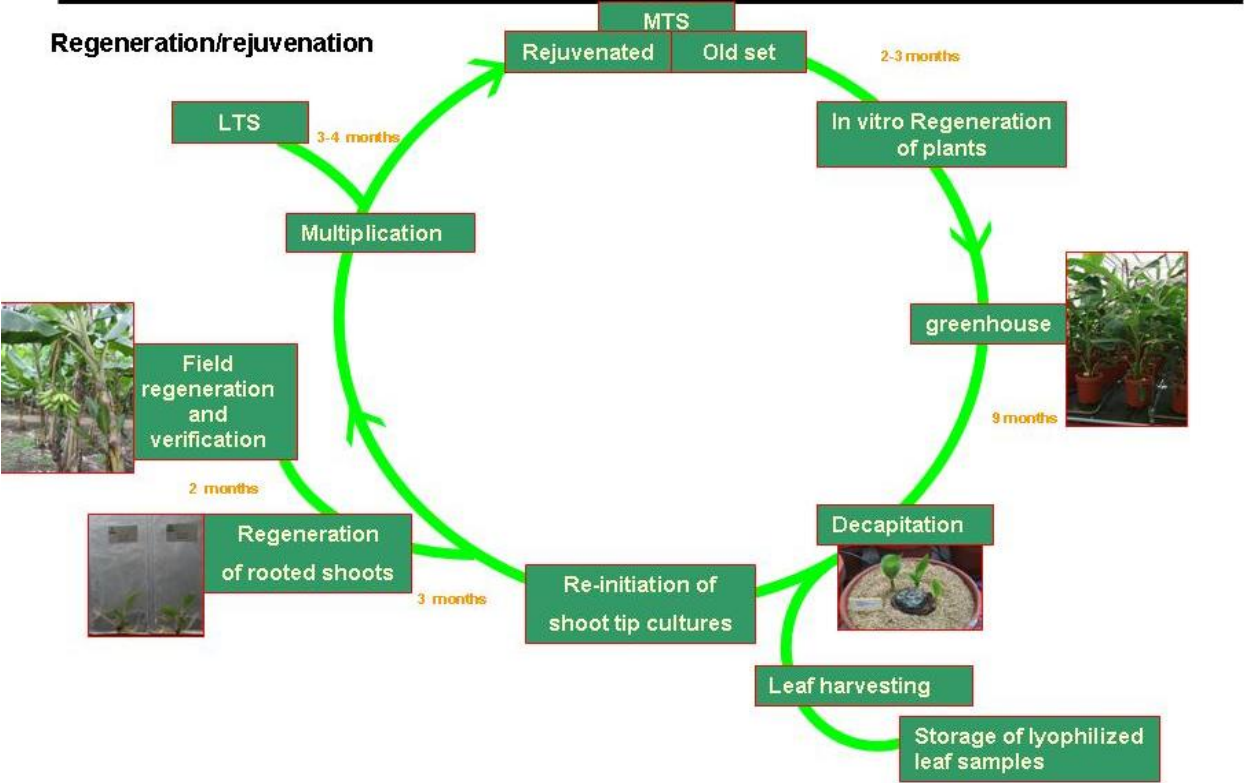 Regeneration/rejuvenation
MTS
Rejuvenated
Old set
2-3 months
In vitro Regeneration
of plants
greenhouse
9 months
Decapitation
Leaf harvesting
Storage of lyophilized
leaf samples
Re-initiation of
shoot tip cultures
3 months
Regeneration
of rooted shoots
2 months
Field
regeneration
and
verification
Multiplication
3-4 months
LTS